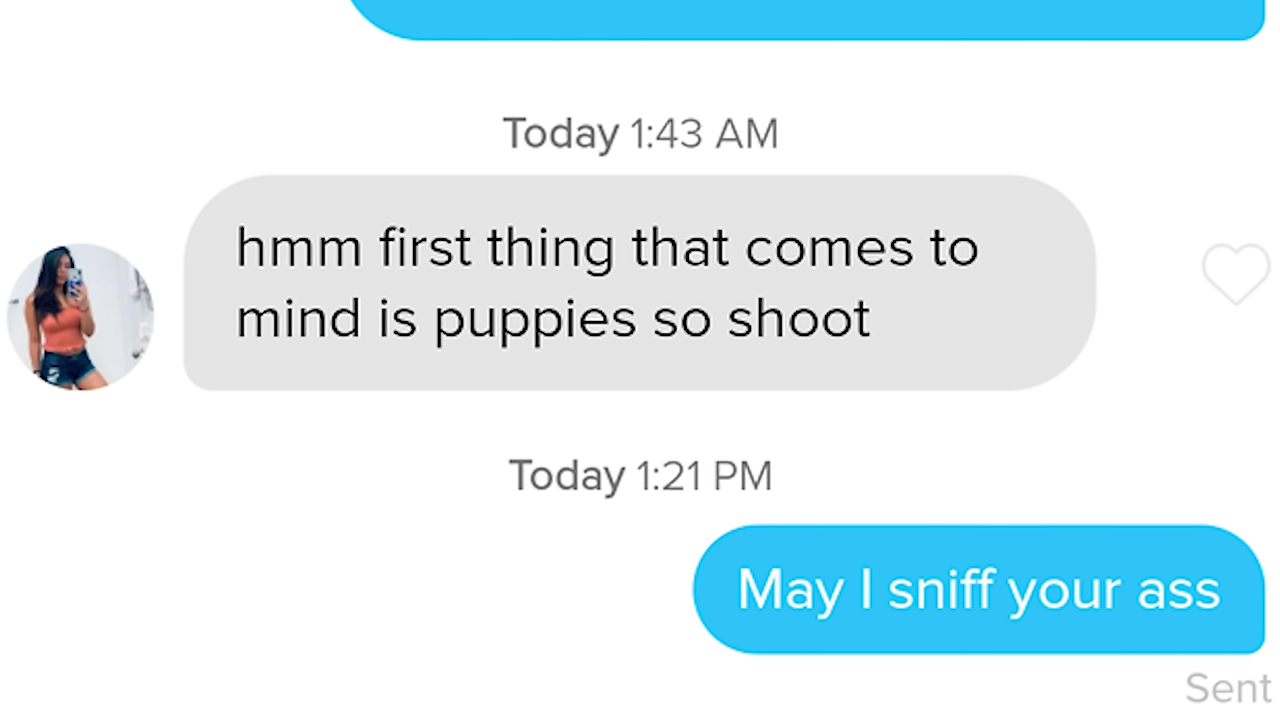 Today 1:43 AM
hmm first thing that comes to
mind is puppies so shoot
Today 1:21 PM
May I sniff your ass
Sent